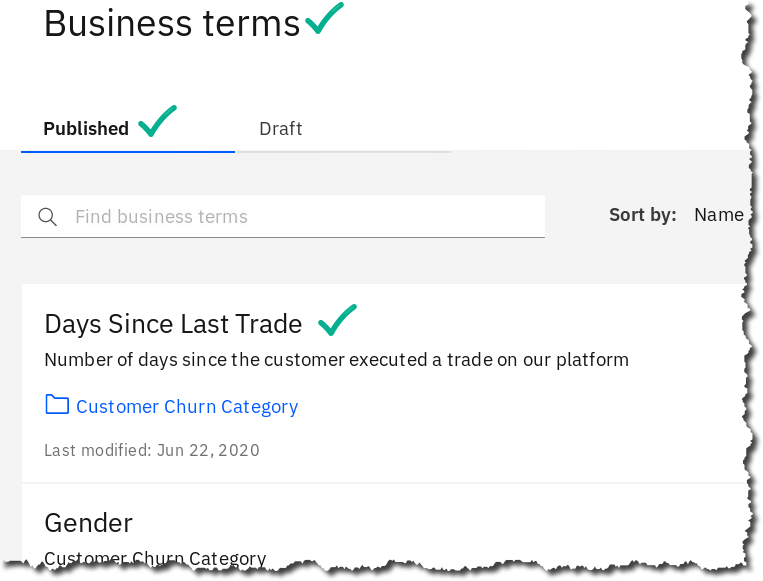 Business terms
Published Draft
Find business terms
Sort by: Name
Days Since Last Trade
Number of days since the customer executed a trade on our platform
Customer Churn Category
Last modified: Jun 22, 2020
Gender
Customer Churn Category